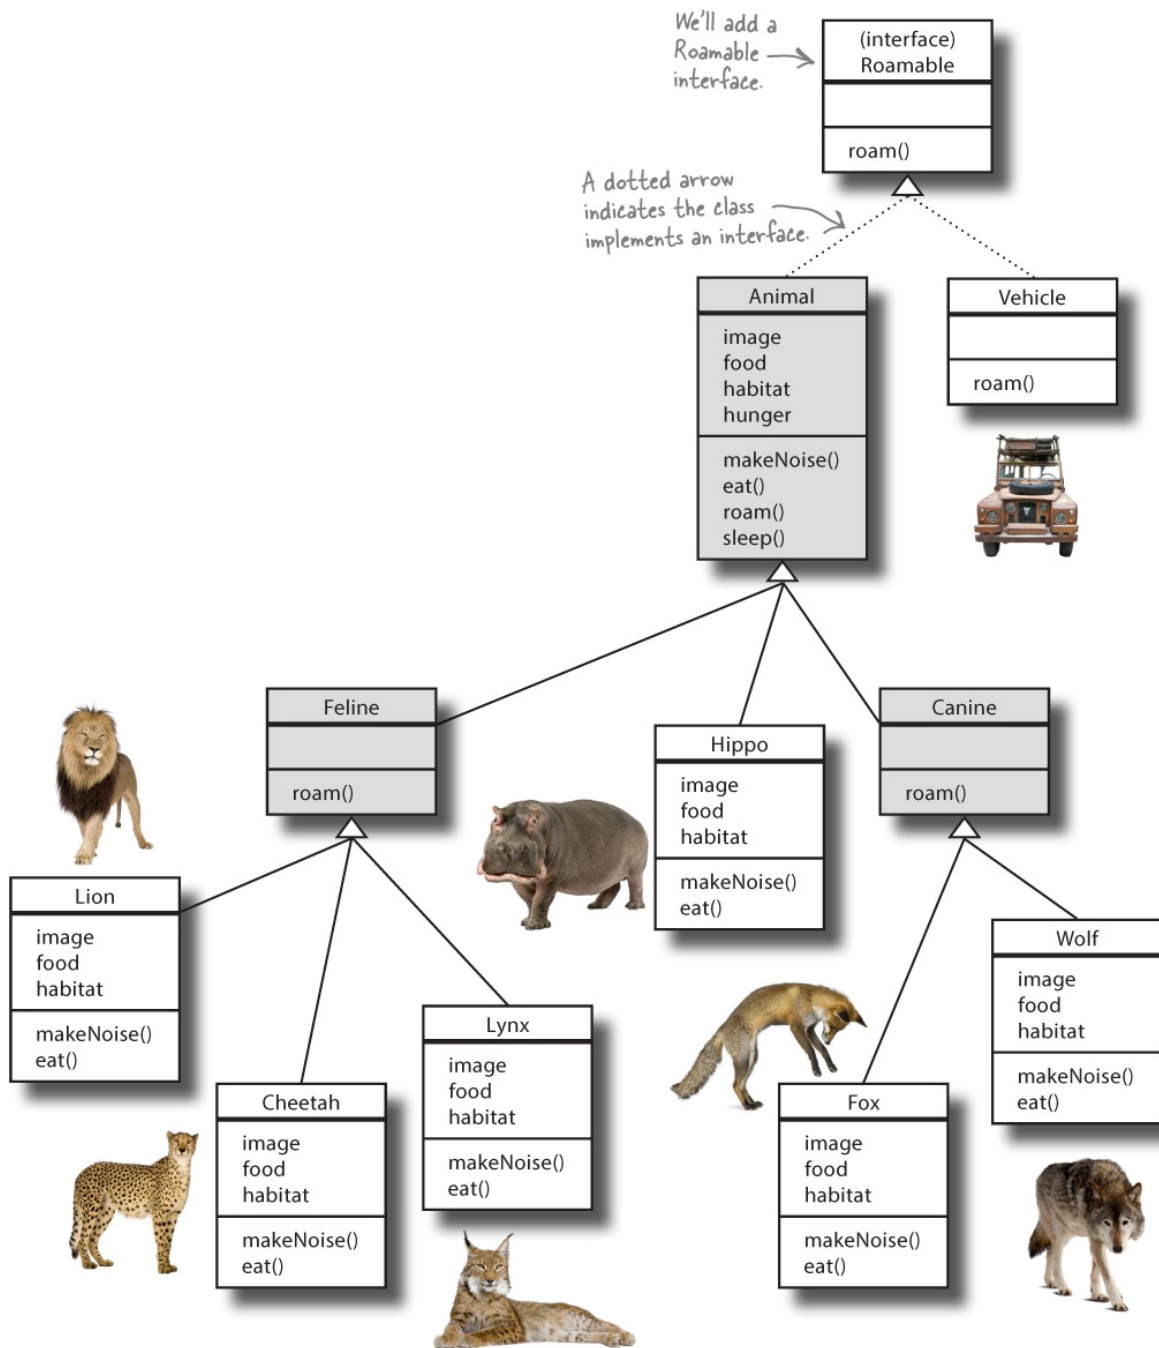 We'll add a
Roamable
interface.
(interface)
Roamable
roam()
A dotted arrow
indicates the class
implements an interface.
Animal
image
food
habitat
hunger
makeNoise()
eat()
roam()
sleep()
Vehicle
roam()
Feline
roam()
Hippo
image
food
habitat
makeNoise()
eat()
Canine
roam()
Lion
image
food
habitat
makeNoise()
eat()
Cheetah
image
food
habitat
makeNoise()
eat()
Lynx
image
food
habitat
makeNoise()
eat()
Fox
image
food
habitat
makeNoise()
eat()
Wolf
image
food
habitat
makeNoise()
eat()